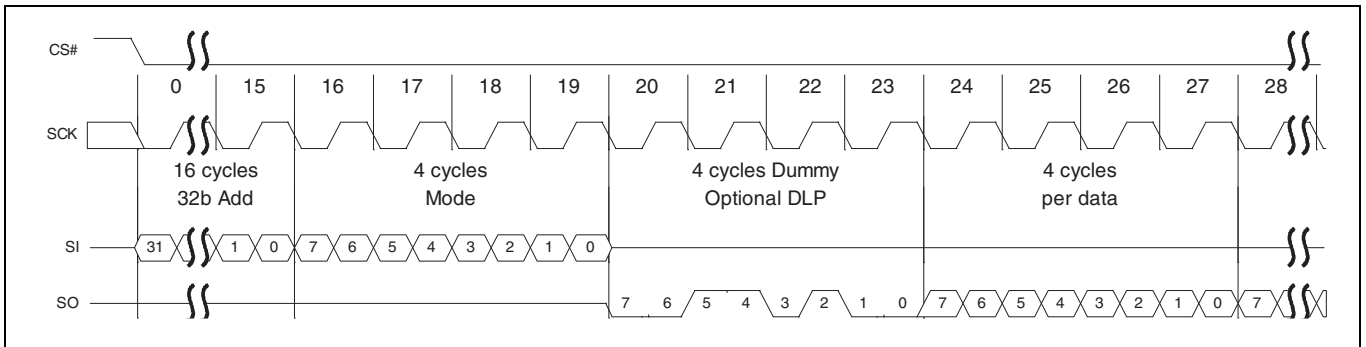 CS#
0 15 16 17 18 19 20 21 22 23 24 25 26 27 28
SCK
16 cycles 4 cycles 4 cycles Dummy 4 cycles
32b Add Mode Optional DLP per data
SI 31 1 0 7 6 5 4 3 2 1 0
SO 7 6 5 4 3 2 1 0 7 6 5 4 3 2 1 0 7